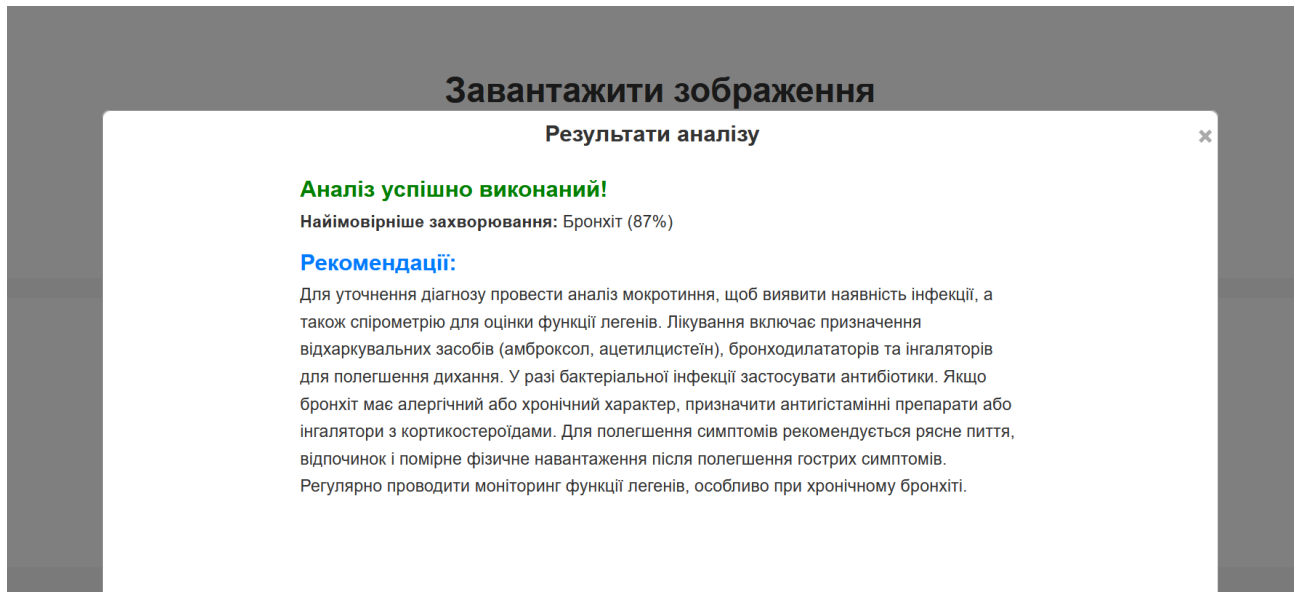 Завантажити зображення
Результати аналізу
×
Аналіз успішно виконаний!
Найімовірніше захворювання: Бронхіт (87%)
Рекомендації:
Для уточнення діагнозу провести аналіз мокротиння, щоб виявити наявність інфекції, а
також спірометрію для оцінки функції легенів. Лікування включає призначення
відхаркувальних засобів (амброксол, ацетилцистеїн), бронходилататорів та інгаляторів
для полегшення дихання. У разі бактеріальної інфекції застосувати антибіотики. Якщо
бронхіт має алергічний або хронічний характер, призначити антигістамінні препарати або
інгалятори з кортикостероїдами. Для полегшення симптомів рекомендується рясне пиття,
відпочинок і помірне фізичне навантаження після полегшення гострих симптомів.
Регулярно проводити моніторинг функції легенів, особливо при хронічному бронхіті.